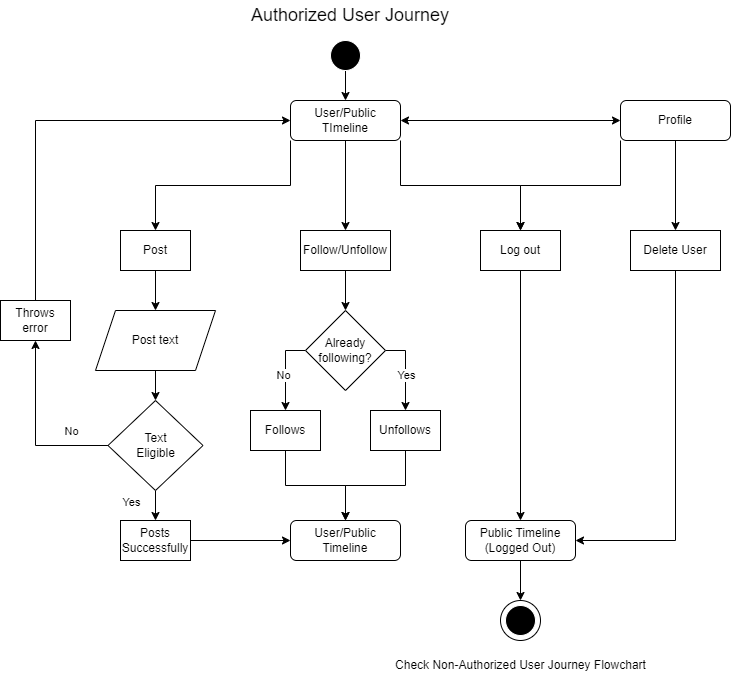 Authorized User Journey
User/Public
TImeline
Profile
Post
Follow/Unfollow
Log out
Delete User
Throws
error
Post text
Already
following?
No
Yes
Follows
Unfollows
No
Text
Eligible
Yes
Posts
Successfully
User/Public
Timeline
Public Timeline
(Logged Out)
Check Non-Authorized User Journey Flowchart